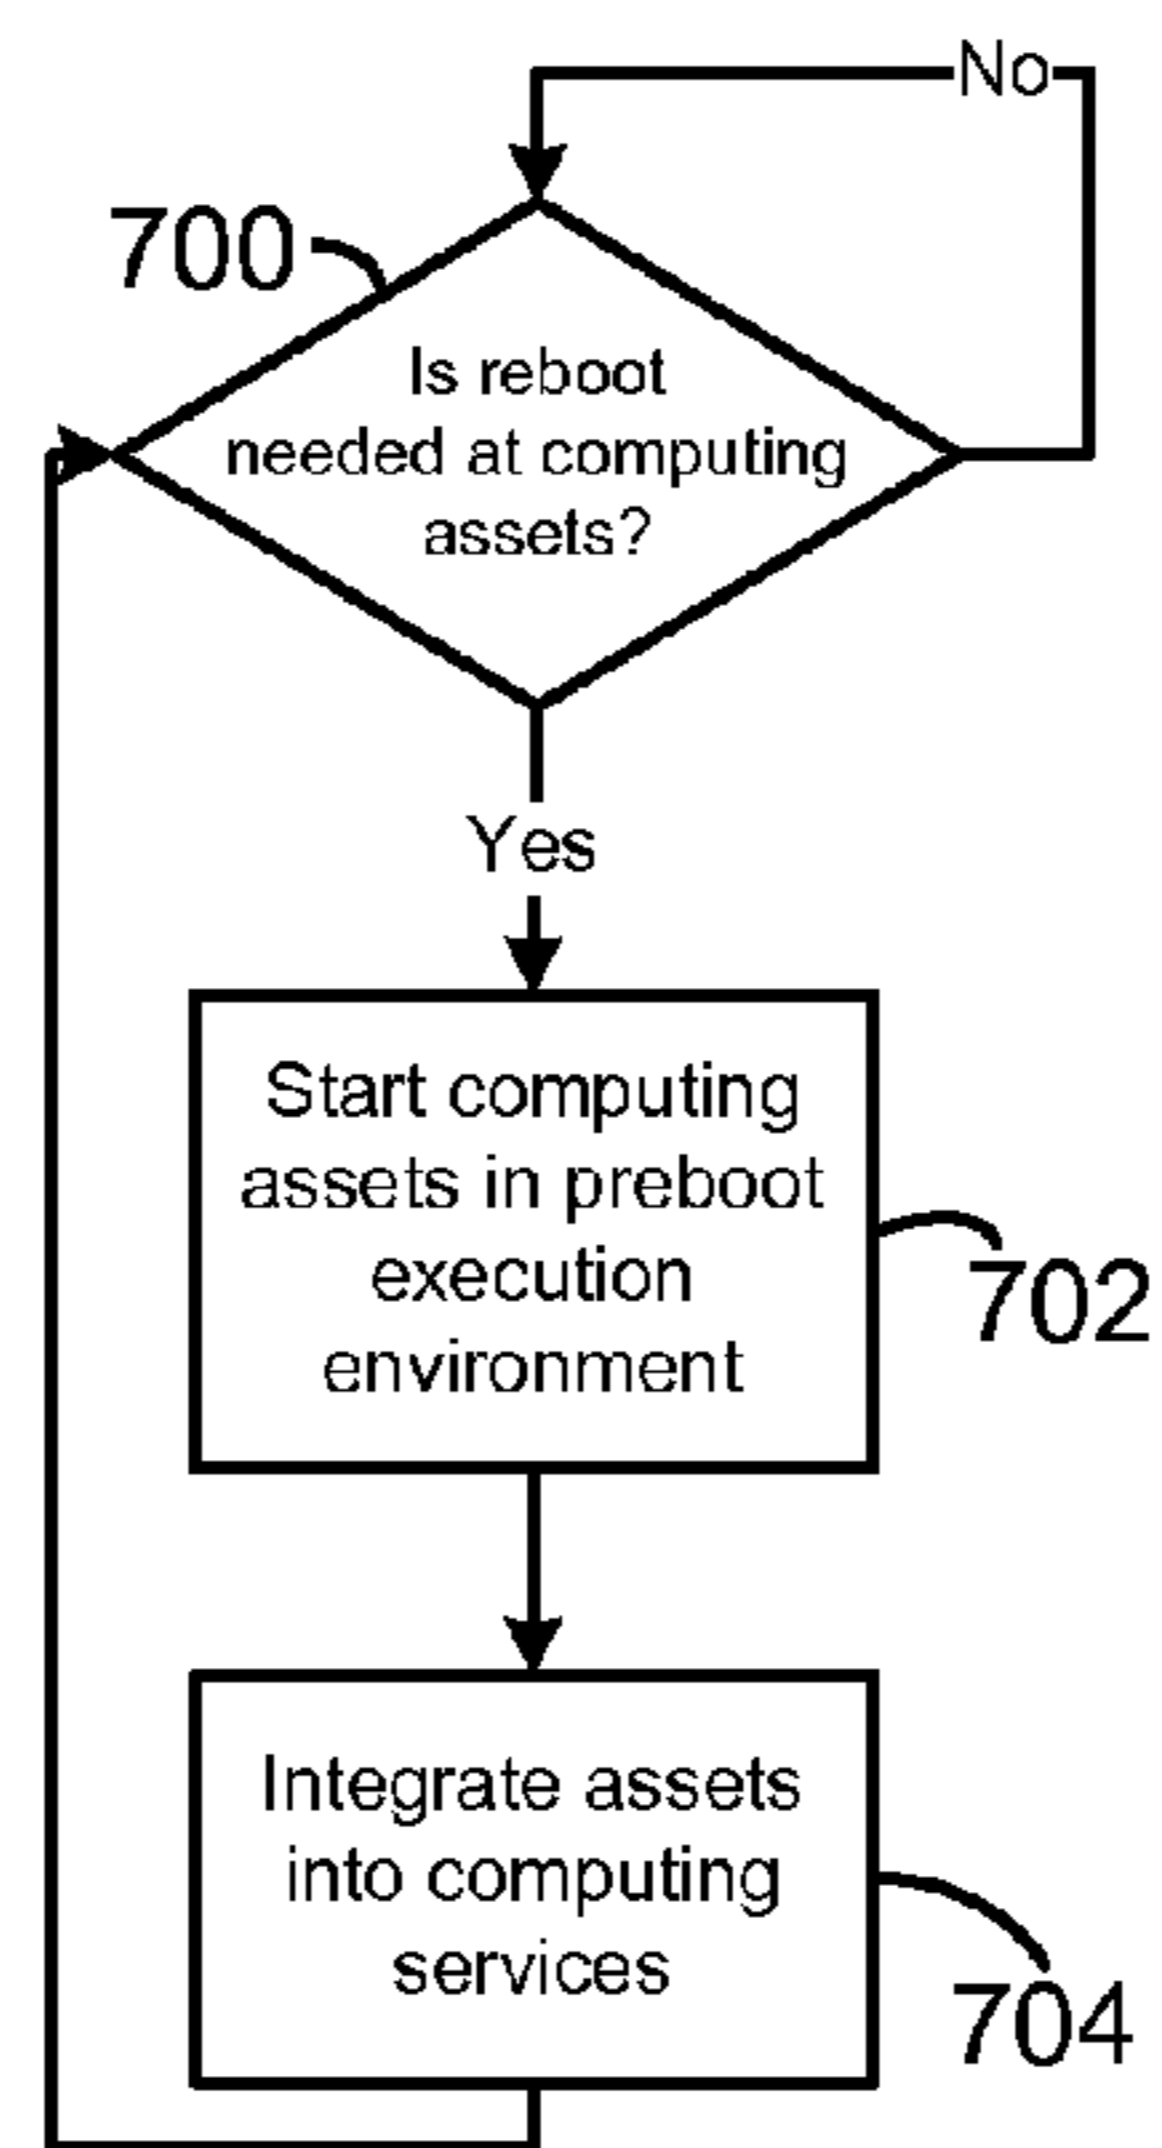 No
700
Is reboot
needed at computing
assets?
Yes
Start computing
assets in preboot
execution
environment
702
Integrate assets
into computing
services
704